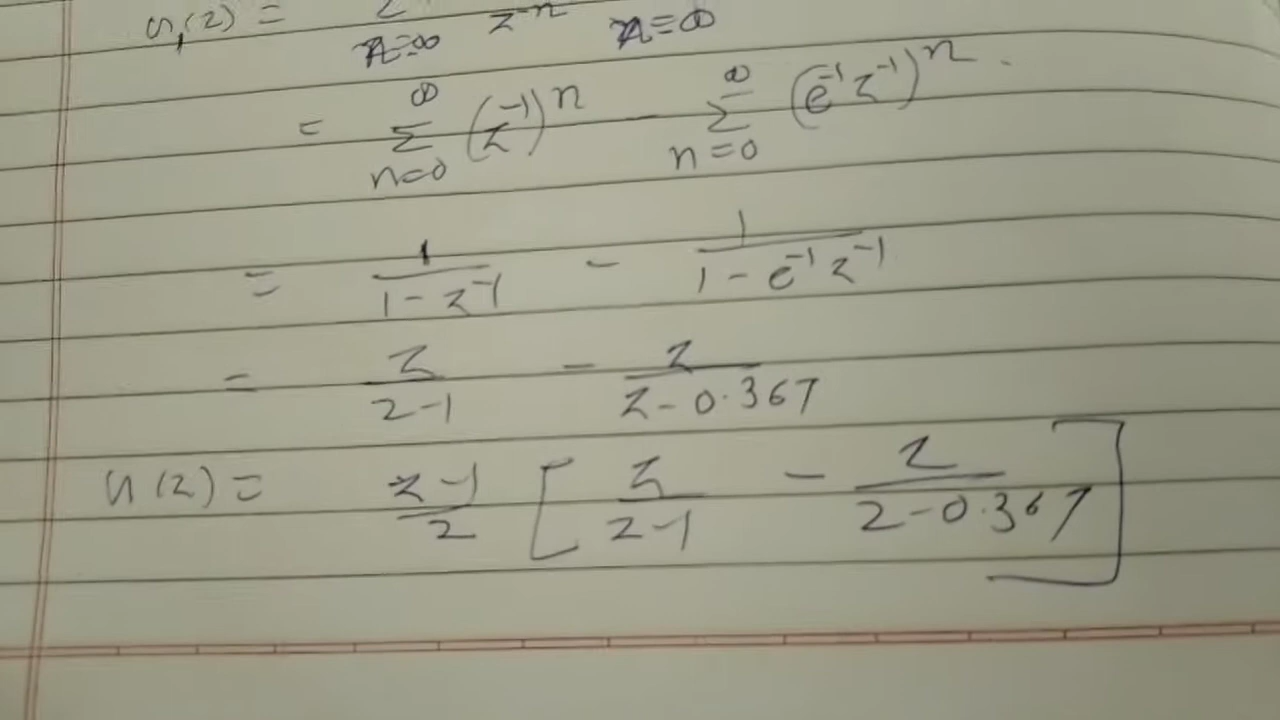 G₁(z) = Σ n=∞ z⁻ⁿ n=∞
= Σ_{n=0}^{∞} (z⁻¹)ⁿ - Σ_{n=0}^{∞} (e⁻¹z⁻¹)ⁿ.
= 1/(1-z⁻¹) - 1/(1-e⁻¹z⁻¹)
= z/(z-1) - z/(z-0.367)
G(z) = (z-1)/z [z/(z-1) - z/(z-0.367)]